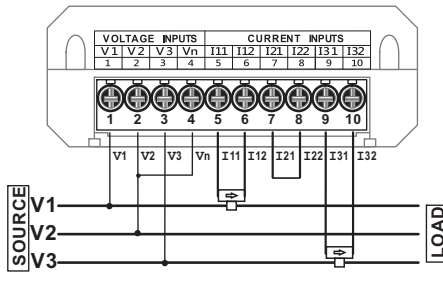 VOLTAGE INPUTS CURRENT INPUTS
V1 V2 V3 Vn I11 I12 I21 I22 I31 I32
1 2 3 4 5 6 7 8 9 10
1 2 3 4 5 6 7 8 9 10
V1 V2 V3 Vn I11 I12 I21 I22 I31 I32
SOURCE
V1
V2
V3
LOAD